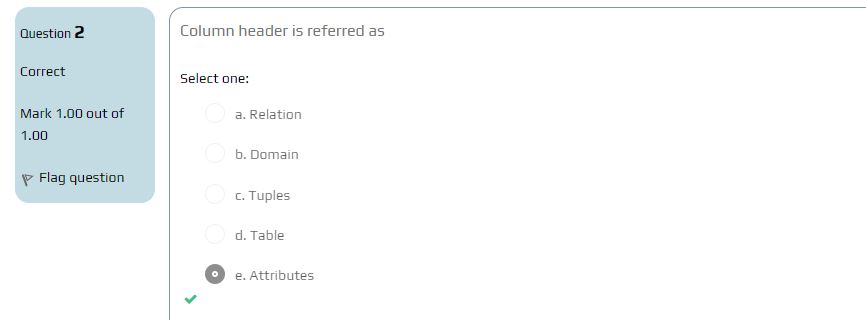 Question 2
Correct
Mark 1.00 out of
1.00
Flag question
Column header is referred as
Select one:
a. Relation
b. Domain
c. Tuples
d. Table
e. Attributes